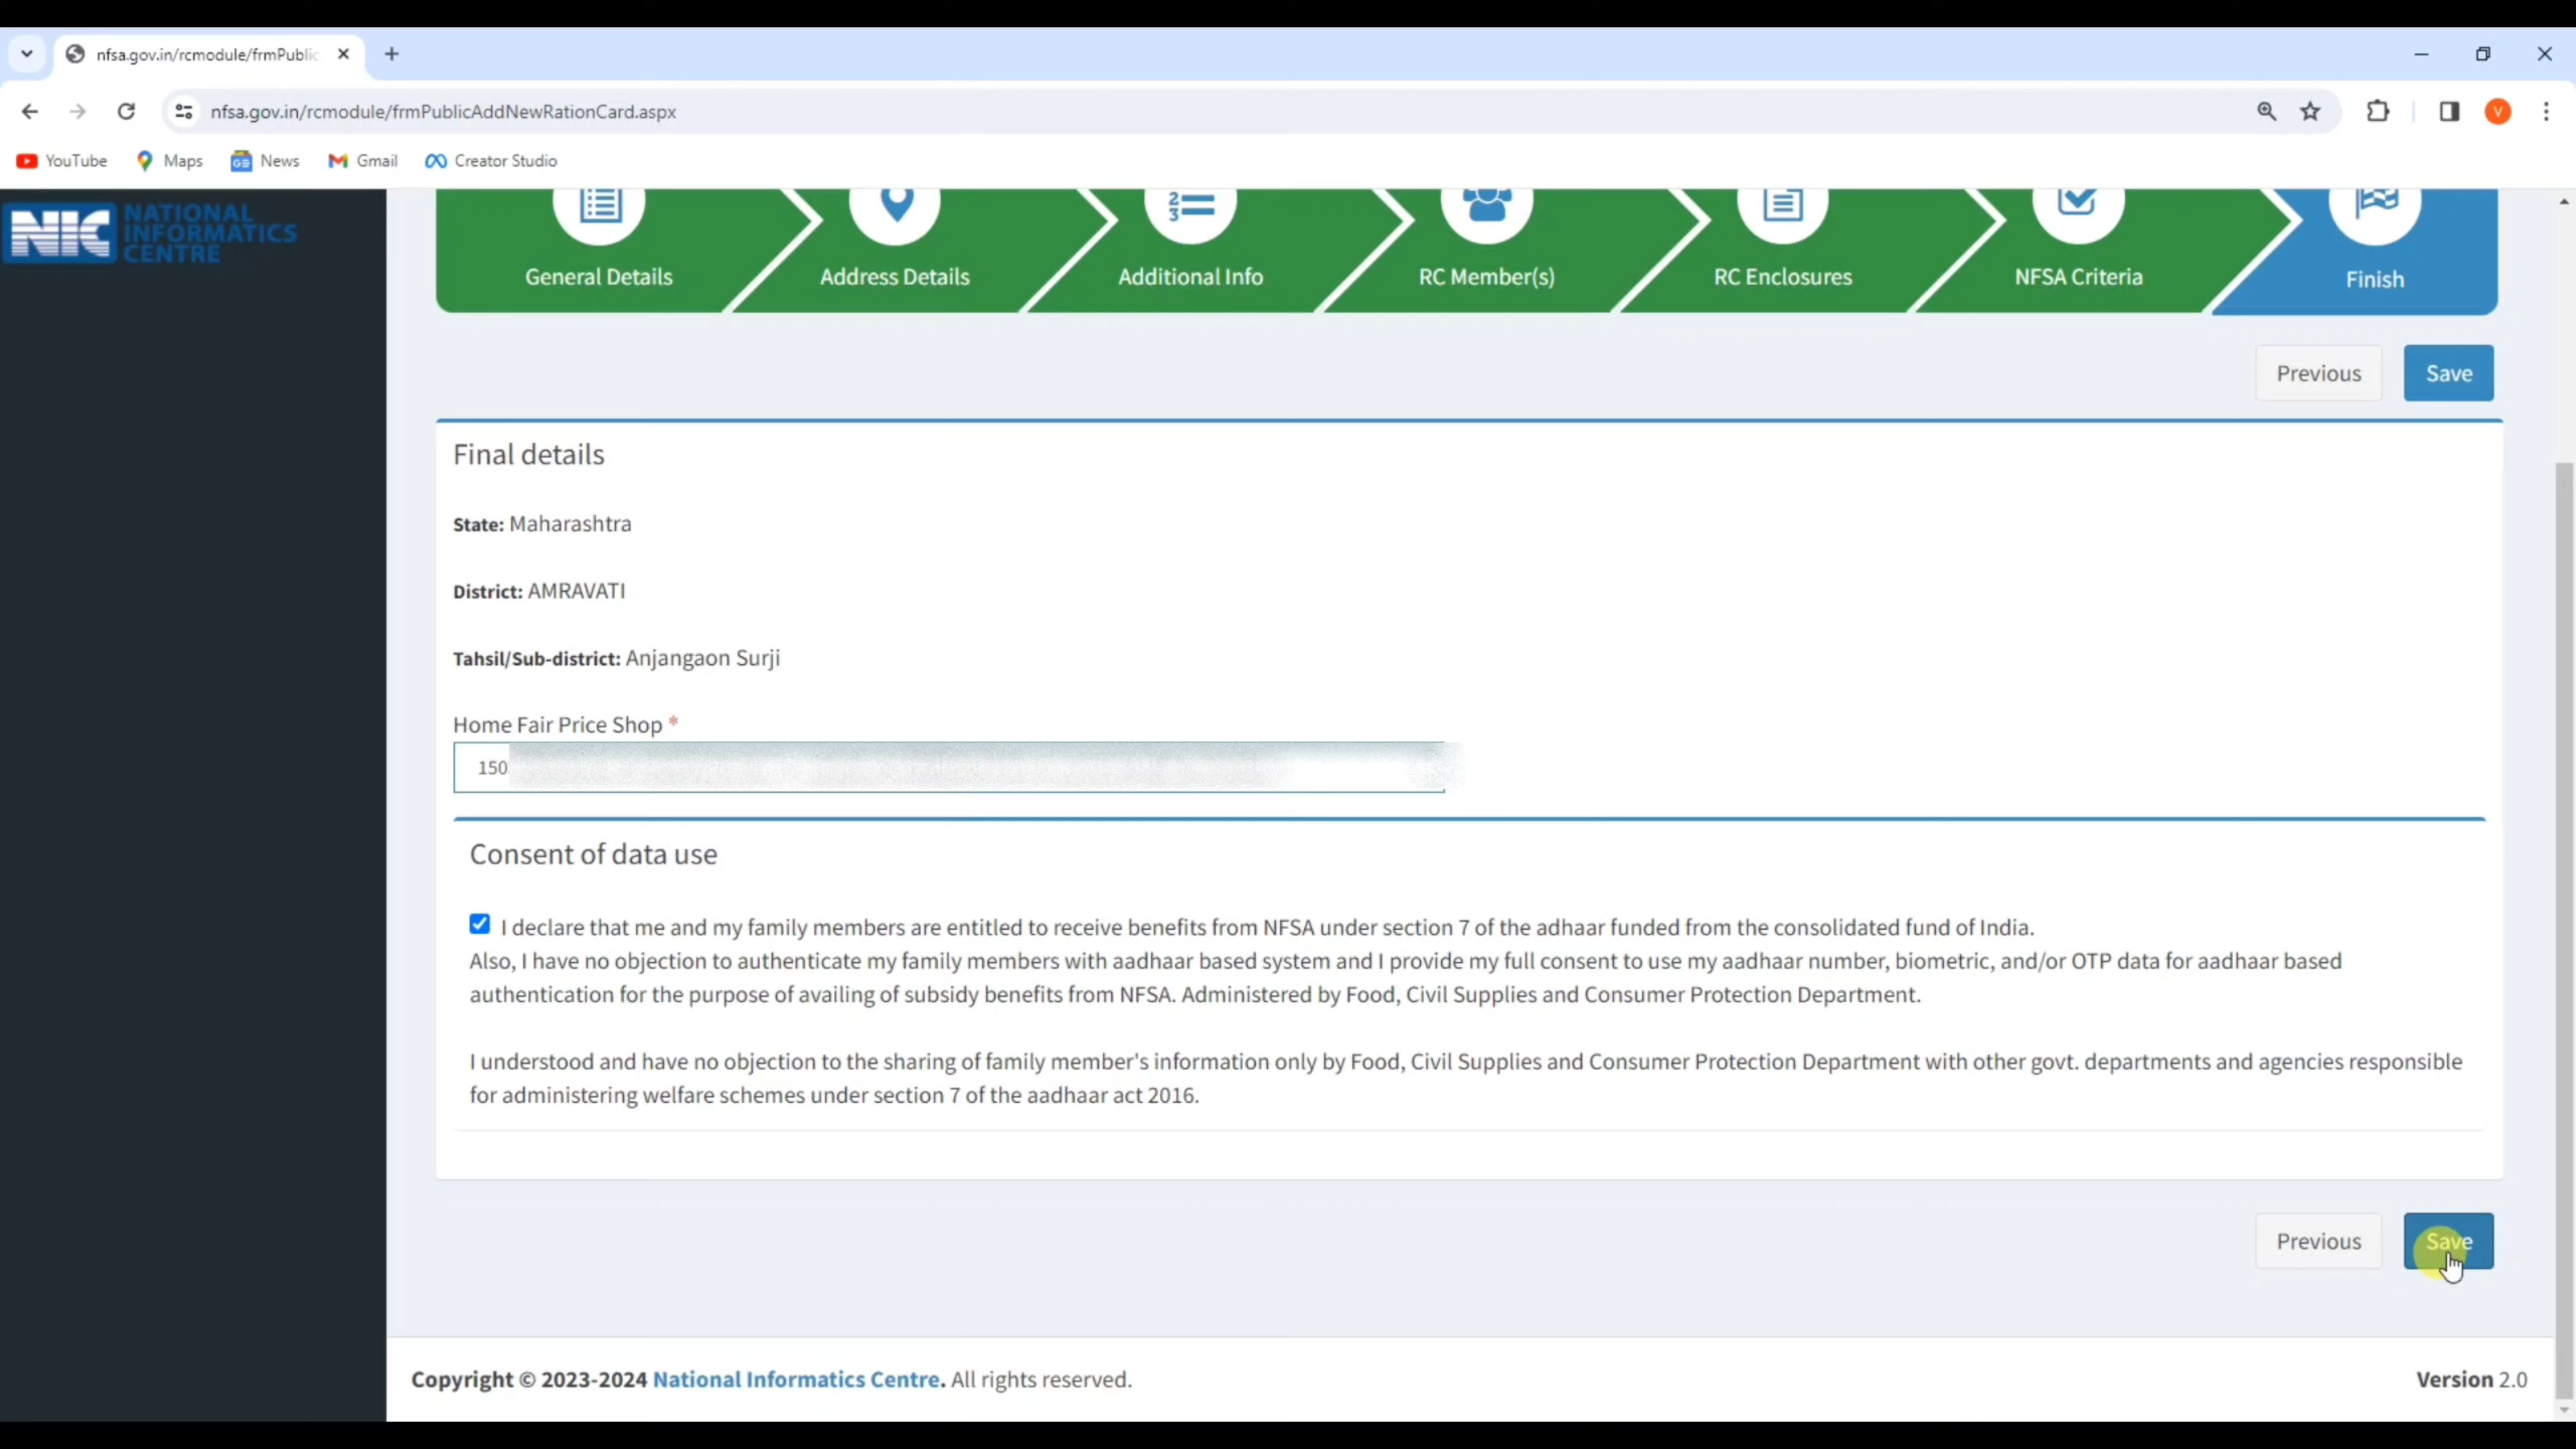 nfsa.gov.in/rcmodule/frmPublic
nfsa.gov.in/rcmodule/frmPublicAddNewRationCard.aspx
V
YouTube
Maps
GE
News
Gmail
Creator Studio
NIC
NATIONAL
INFORMATICS
CENTRE
2
3
General Details
Address Details
Additional Info
RC Member(s)
RC Enclosures
NFSA Criteria
Finish
Previous
Save
Final details
State: Maharashtra
District: AMRAVATI
Tahsil/Sub-district: Anjangaon Surji
Home Fair Price Shop *
150
Consent of data use
I declare that me and my family members are entitled to receive benefits from NFSA under section 7 of the adhaar funded from the consolidated fund of India.
Also, I have no objection to authenticate my family members with aadhaar based system and I provide my full consent to use my aadhaar number, biometric, and/or OTP data for aadhaar based
authentication for the purpose of availing of subsidy benefits from NFSA. Administered by Food, Civil Supplies and Consumer Protection Department.
I understood and have no objection to the sharing of family member's information only by Food, Civil Supplies and Consumer Protection Department with other govt. departments and agencies responsible
for administering welfare schemes under section 7 of the aadhaar act 2016.
Previous
Save
Copyright © 2023-2024 National Informatics Centre. All rights reserved.
Version 2.0